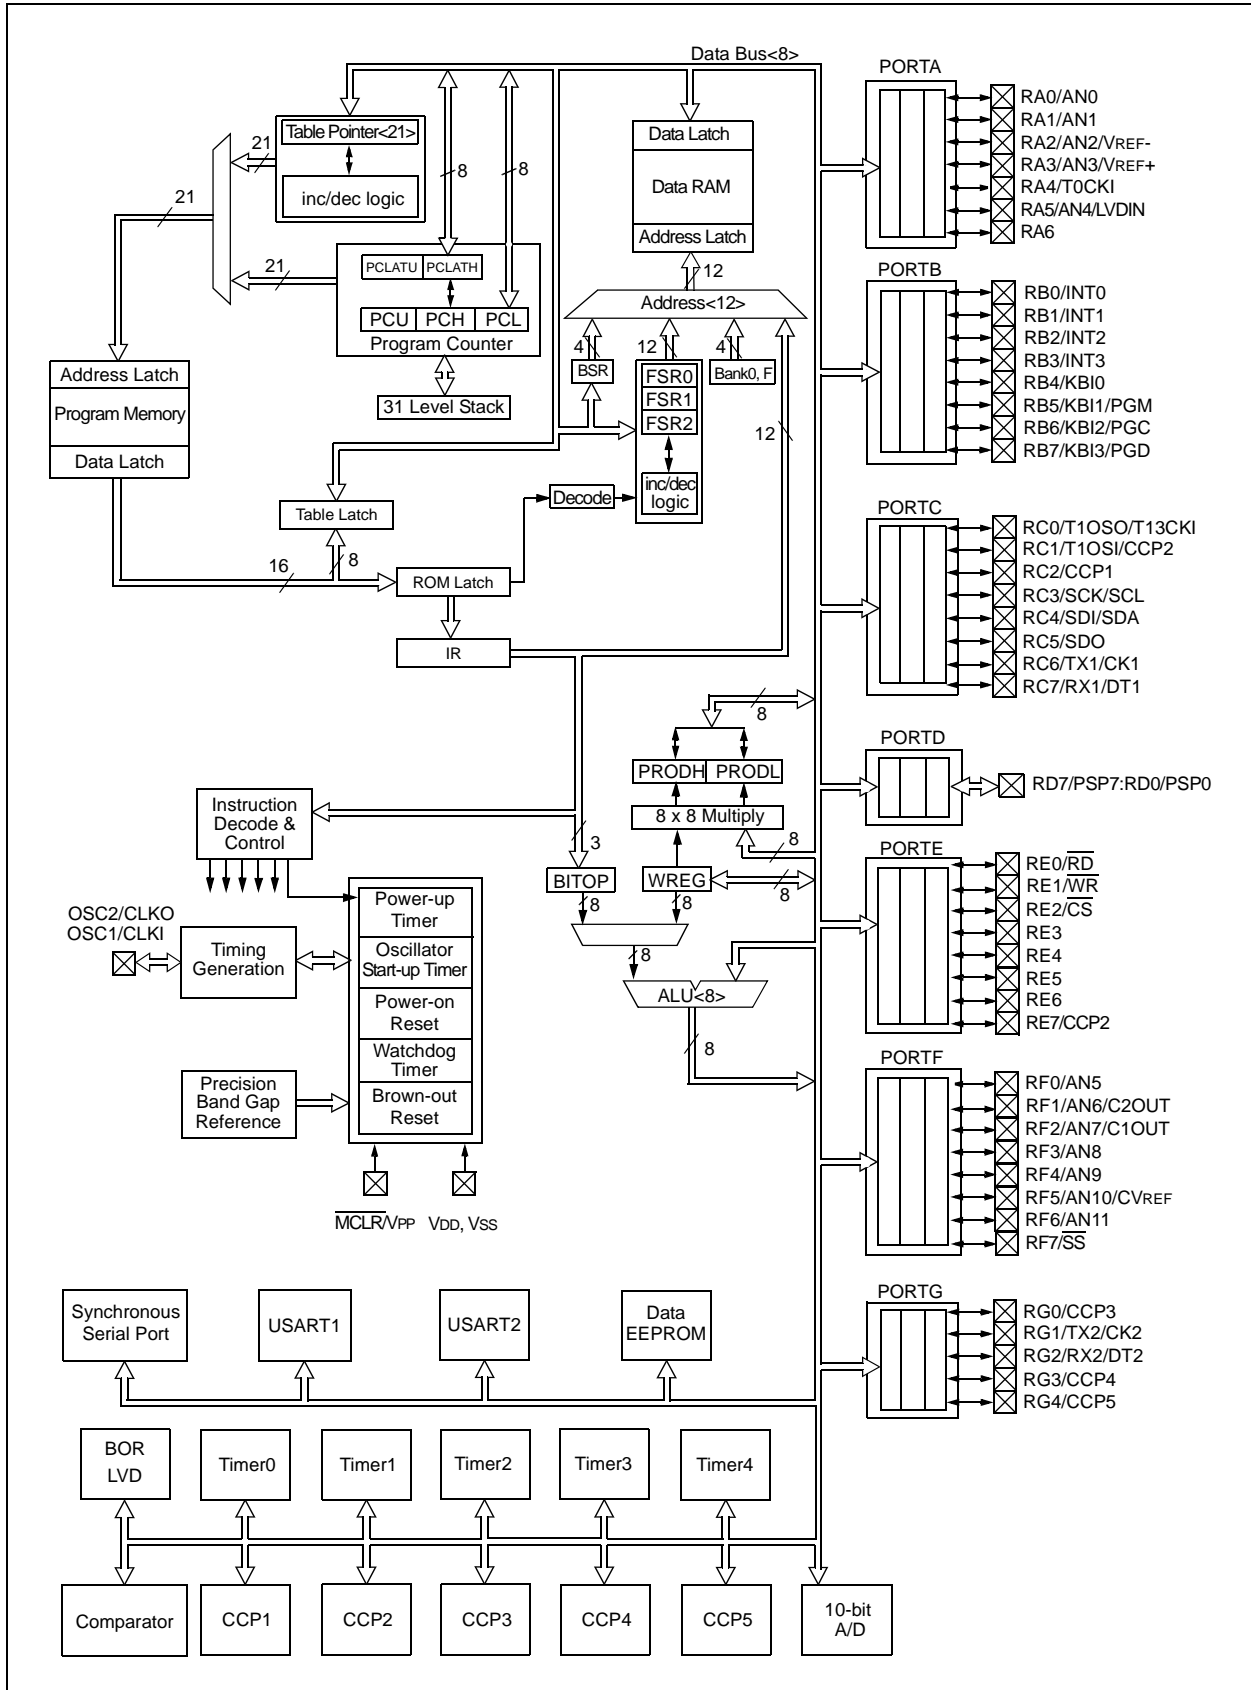 Data Bus<8>
Table Pointer<21>
inc/dec logic
21
21
21
8
8
PCLATU
PCLATH
PCU
PCH
PCL
Program Counter
31 Level Stack
Address Latch
Program Memory
Data Latch
Table Latch
16
8
ROM Latch
IR
Data Latch
Data RAM
Address Latch
12
Address<12>
4
12
4
BSR
FSR0
FSR1
FSR2
inc/dec
logic
Bank0, F
12
Decode
8
PRODH
PRODL
8 x 8 Multiply
8
3
BITOP
WREG
8
8
8
8
ALU<8>
8
Instruction
Decode &
Control
OSC2/CLKO
OSC1/CLKI
Timing
Generation
Power-up
Timer
Oscillator
Start-up Timer
Power-on
Reset
Watchdog
Timer
Brown-out
Reset
Precision
Band Gap
Reference
MCLR/VPP
VDD, VSS
PORTA
RA0/AN0
RA1/AN1
RA2/AN2/VREF-
RA3/AN3/VREF+
RA4/T0CKI
RA5/AN4/LVDIN
RA6
PORTB
RB0/INT0
RB1/INT1
RB2/INT2
RB3/INT3
RB4/KBI0
RB5/KBI1/PGM
RB6/KBI2/PGC
RB7/KBI3/PGD
PORTC
RC0/T1OSO/T13CKI
RC1/T1OSI/CCP2
RC2/CCP1
RC3/SCK/SCL
RC4/SDI/SDA
RC5/SDO
RC6/TX1/CK1
RC7/RX1/DT1
PORTD
RD7/PSP7:RD0/PSP0
PORTE
RE0/RD
RE1/WR
RE2/CS
RE3
RE4
RE5
RE6
RE7/CCP2
PORTF
RF0/AN5
RF1/AN6/C2OUT
RF2/AN7/C1OUT
RF3/AN8
RF4/AN9
RF5/AN10/CVREF
RF6/AN11
RF7/SS
PORTG
RG0/CCP3
RG1/TX2/CK2
RG2/RX2/DT2
RG3/CCP4
RG4/CCP5
Synchronous
Serial Port
USART1
USART2
Data
EEPROM
BOR
LVD
Timer0
Timer1
Timer2
Timer3
Timer4
Comparator
CCP1
CCP2
CCP3
CCP4
CCP5
10-bit
A/D